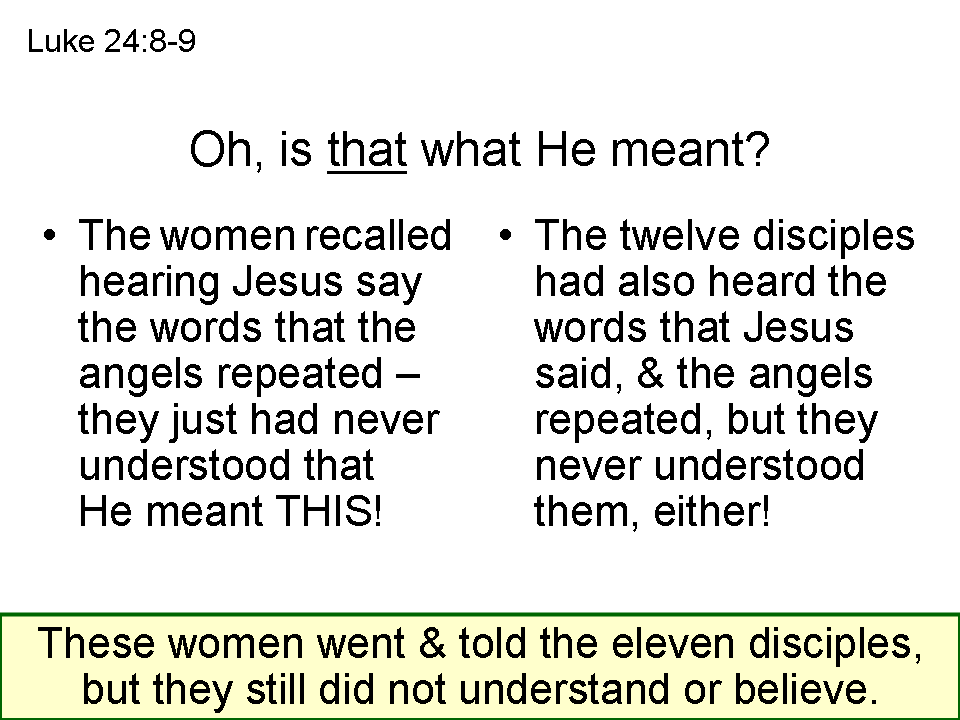 Luke 24:8-9
Oh, is that what He meant?
• The women recalled
hearing Jesus say
the words that the
angels repeated –
they just had never
understood that
He meant THIS!
• The twelve disciples
had also heard the
words that Jesus
said, & the angels
repeated, but they
never understood
them, either!
These women went & told the eleven disciples,
but they still did not understand or believe.